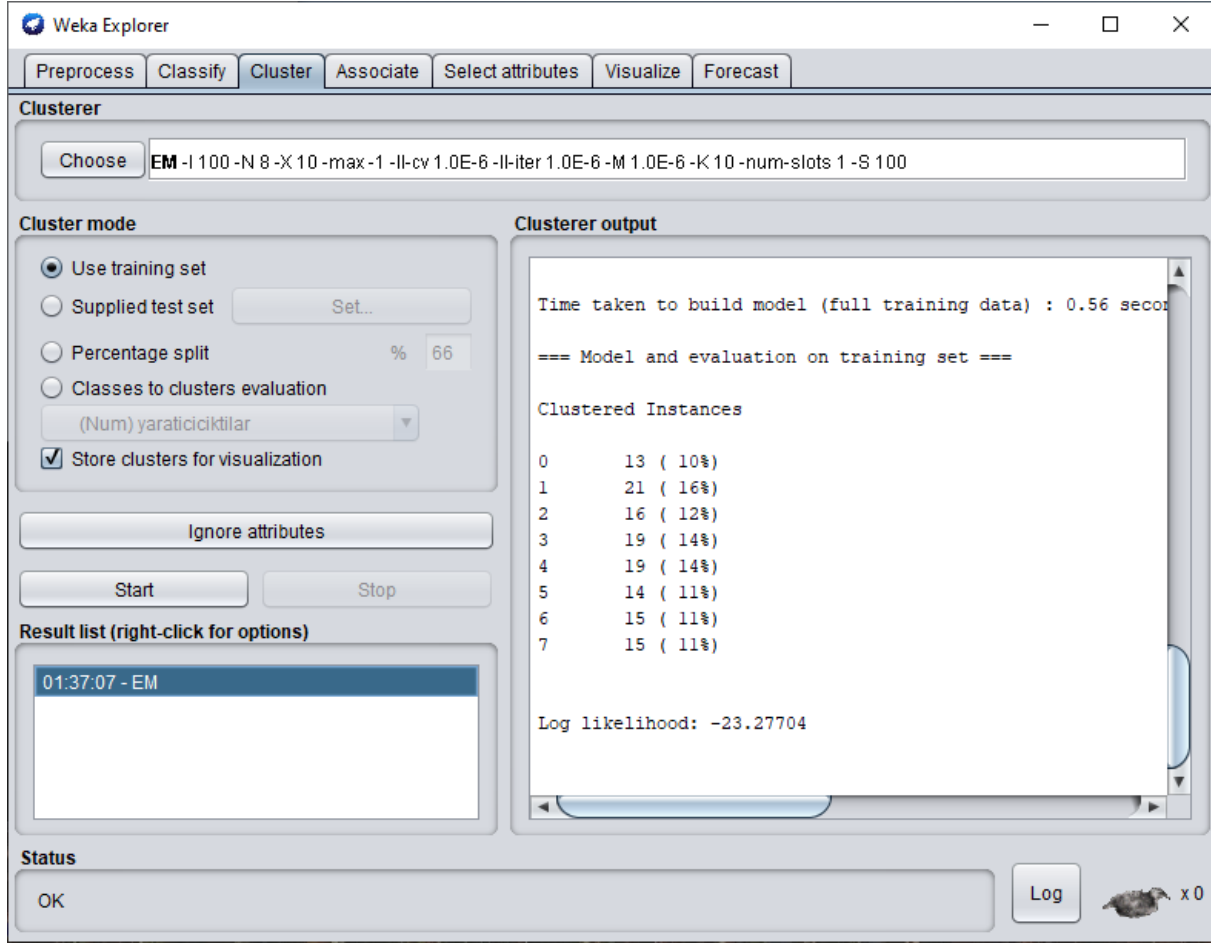 Weka Explorer
Preprocess Classify Cluster Associate Select attributes Visualize Forecast
Clusterer
Choose EM -I 100 -N 8 -X 10 -max -1 -ll-cv 1.0E-6 -ll-iter 1.0E-6 -M 1.0E-6 -K 10 -num-slots 1 -S 100
Cluster mode
Use training set
Supplied test set Set...
Percentage split % 66
Classes to clusters evaluation
(Num) yaraticiciktilar
Store clusters for visualization
Ignore attributes
Start Stop
Result list (right-click for options)
01:37:07 - EM
Clusterer output
Time taken to build model (full training data) : 0.56 secon
=== Model and evaluation on training set ===
Clustered Instances
0 13 ( 10%)
1 21 ( 16%)
2 16 ( 12%)
3 19 ( 14%)
4 19 ( 14%)
5 14 ( 11%)
6 15 ( 11%)
7 15 ( 11%)
Log likelihood: -23.27704
Status
OK
Log x 0